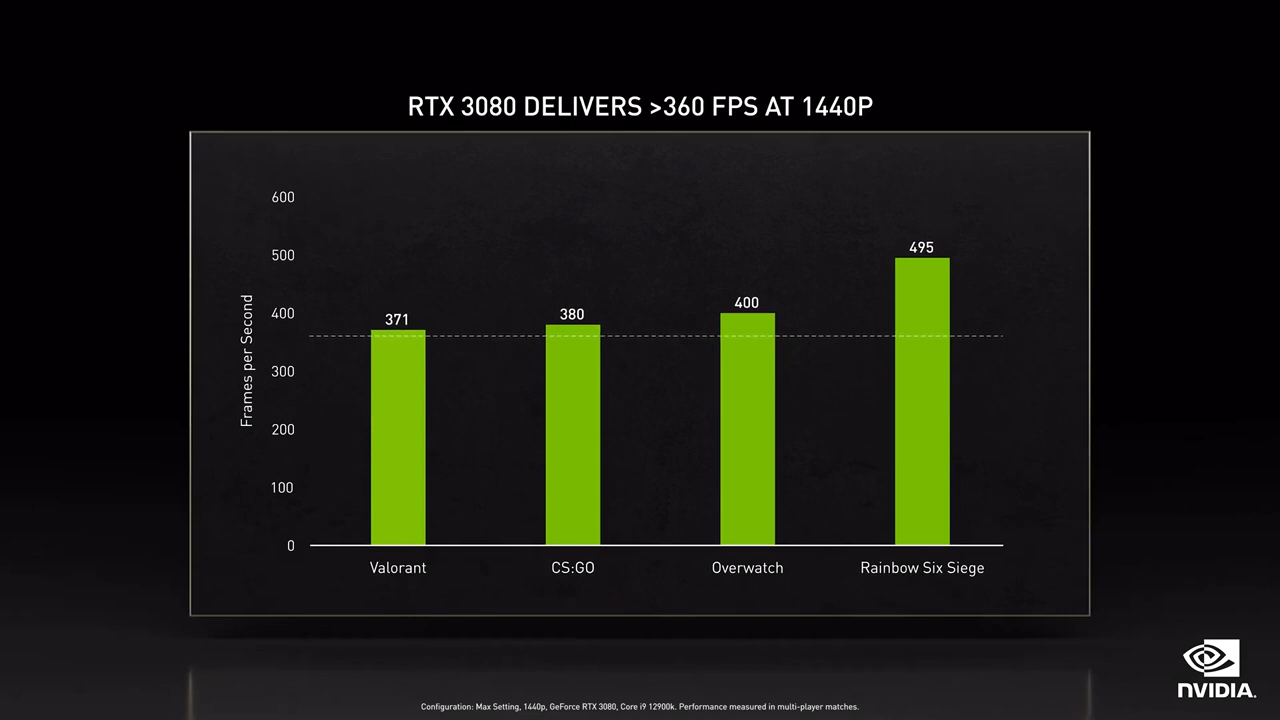 RTX 3080 DELIVERS >360 FPS AT 1440P
Frames per Second
600
500
400
300
200
100
0
371
380
400
495
Valorant
CS:GO
Overwatch
Rainbow Six Siege
NVIDIA.
Configuration: Max Setting, 1440p, GeForce RTX 3080, Core i9 12900k. Performance measured in multi-player matches.